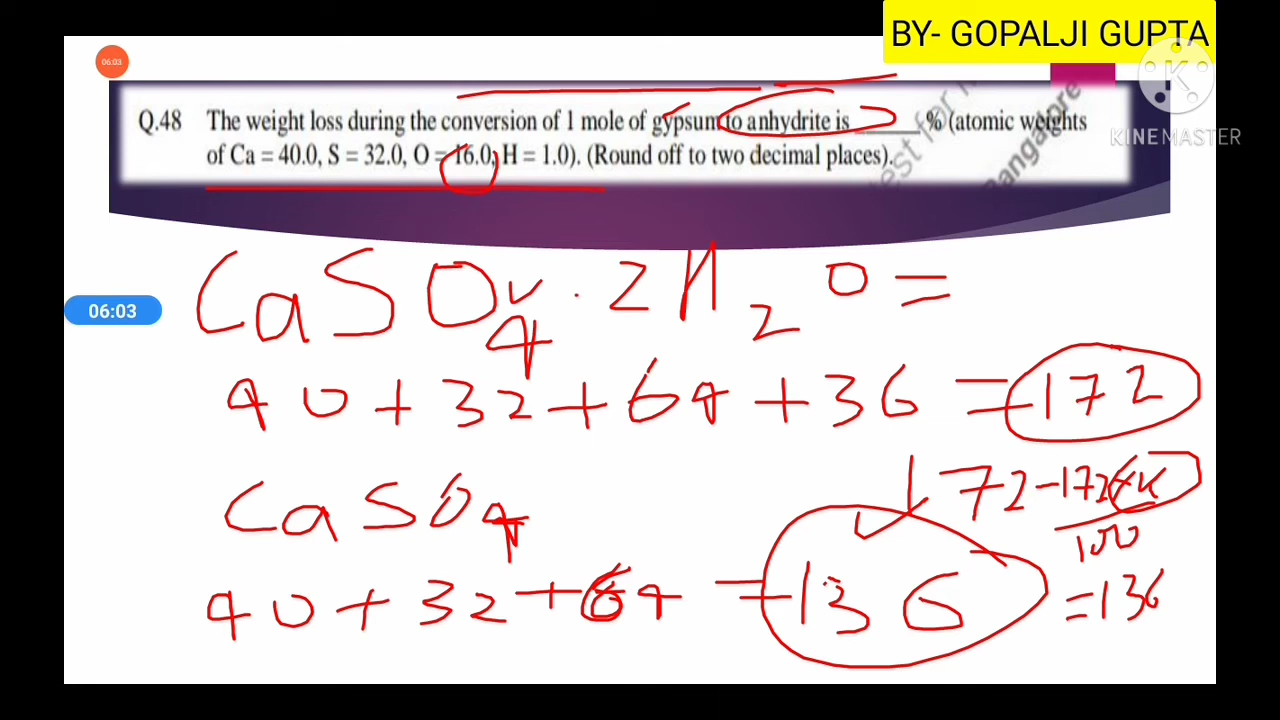 BY- GOPALJI GUPTA
06:03
KINEMASTER
Q.48 The weight loss during the conversion of 1 mole of gypsum to anhydrite is ______ % (atomic weights
of Ca = 40.0, S = 32.0, O = 16.0, H = 1.0). (Round off to two decimal places).
Bangalore
06:03
CaSO4 . 2H2O =
40 + 32 + 64 + 36 = 172
CaSO4
172 - 172 × x
100
= 136
40 + 32 + 64 = 136